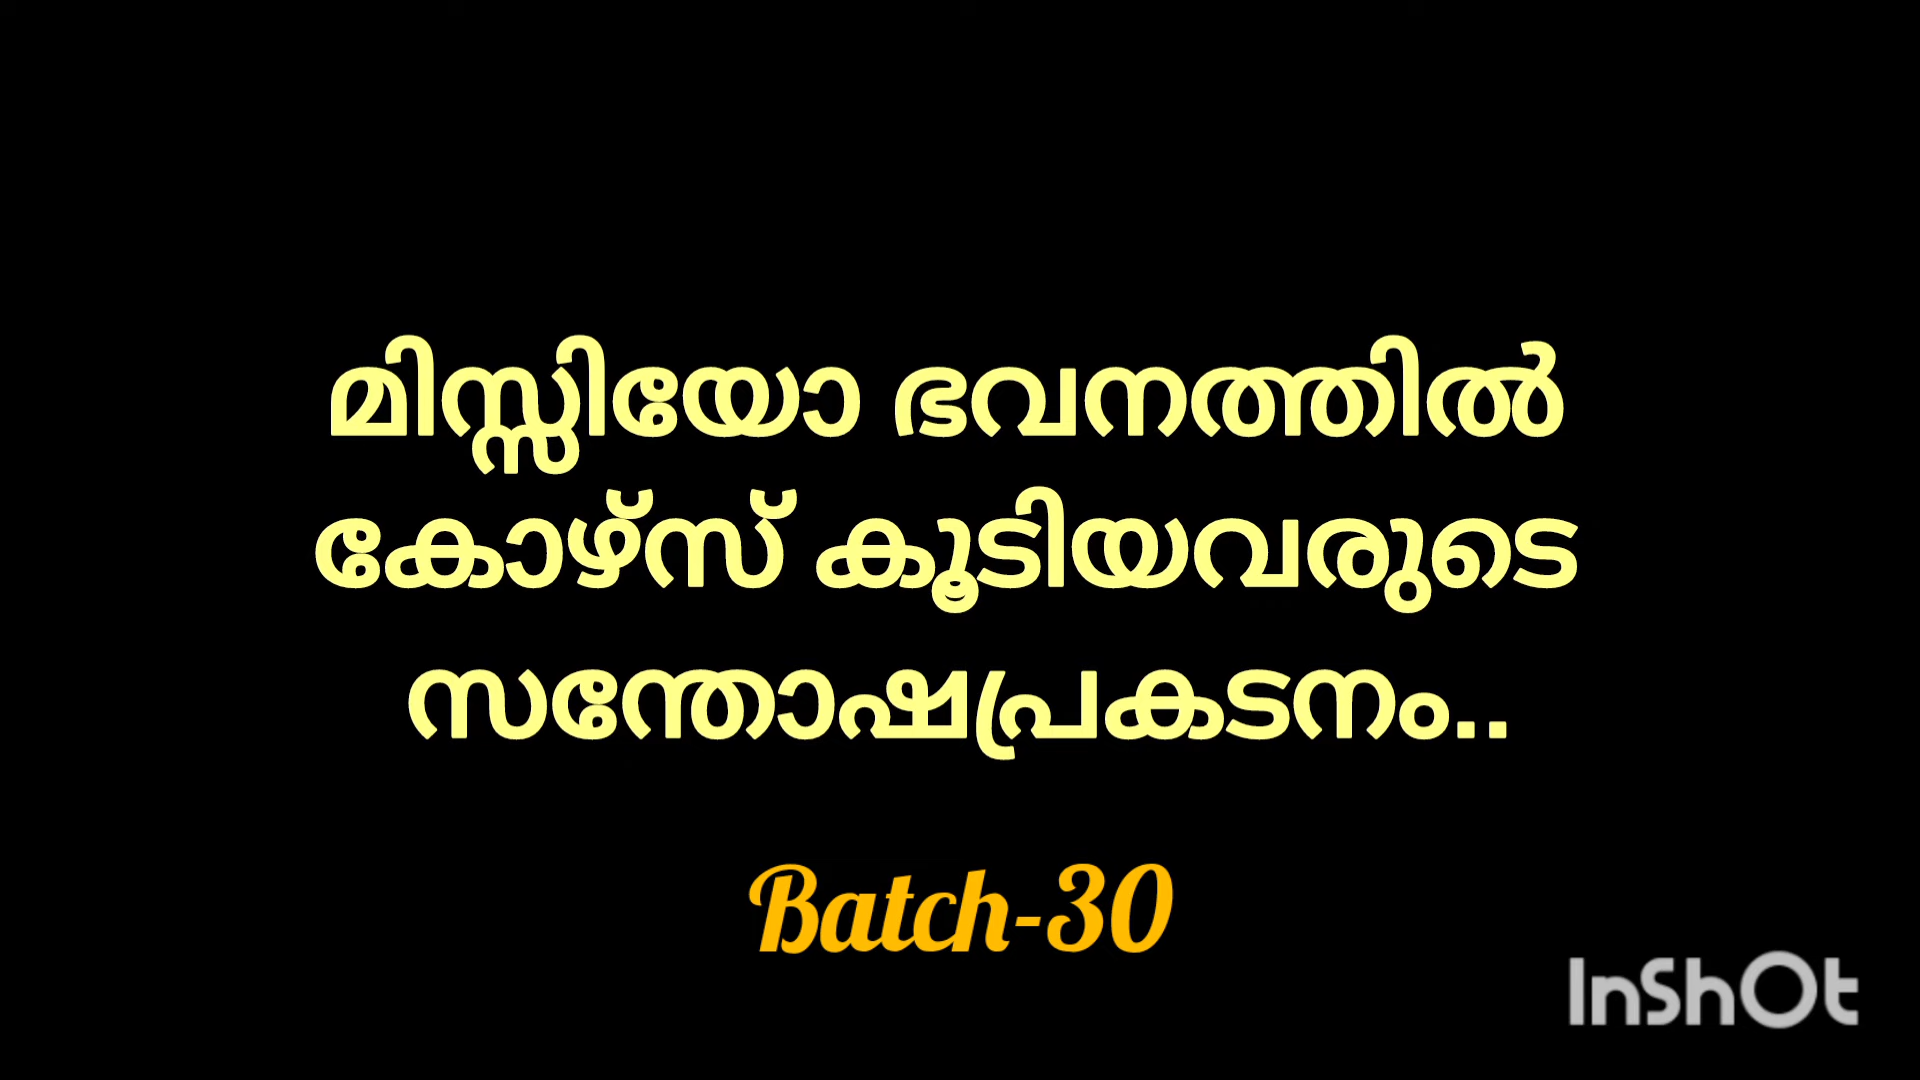 മിസ്സിയോ ഭവനത്തിൽ
കോഴ്സ് കൂടിയവരുടെ
സന്തോഷപ്രകടനം..
Batch-30
InShOt